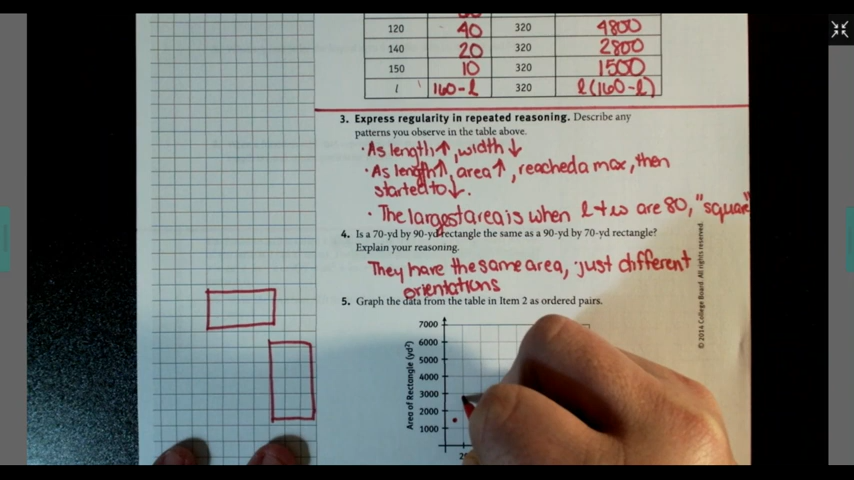 120 40 320 4800
140 20 320 2800
150 10 320 1500
l 160-l 320 l(160-l)
3. Express regularity in repeated reasoning. Describe any
patterns you observe in the table above.
·As length↑, width↓
·As length↑, area↑, reached a max, then
started to↓.
· The largest area is when l+w are 80, "square"
4. Is a 70-yd by 90-yd rectangle the same as a 90-yd by 70-yd rectangle?
Explain your reasoning.
They have the same area, just different
orientations
5. Graph the data from the table in Item 2 as ordered pairs.
7000
6000
5000
4000
3000
2000
1000
Area of Rectangle (yd²)
© 2014 College Board. All rights reserved.